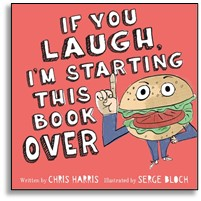 IF YOU
LAUGH,
I'M STARTING
THIS
BOOK
OVER
Written by CHRIS HARRIS Illustrated by SERGE BLOCH